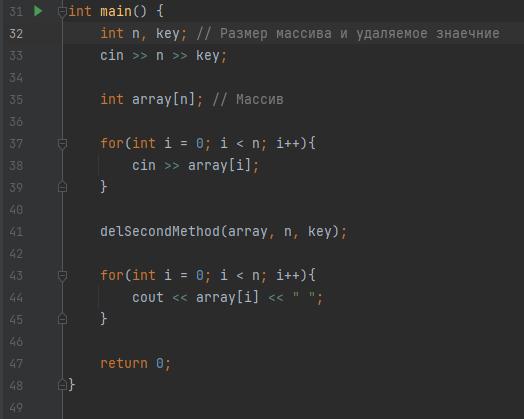 31 int main() {
32 int n, key; // Размер массива и удаляемое знаечние
33 cin >> n >> key;
34
35 int array[n]; // Массив
36
37 for(int i = 0; i < n; i++){
38 cin >> array[i];
39 }
40
41 delSecondMethod(array, n, key);
42
43 for(int i = 0; i < n; i++){
44 cout << array[i] << " ";
45 }
46
47 return 0;
48 }
49